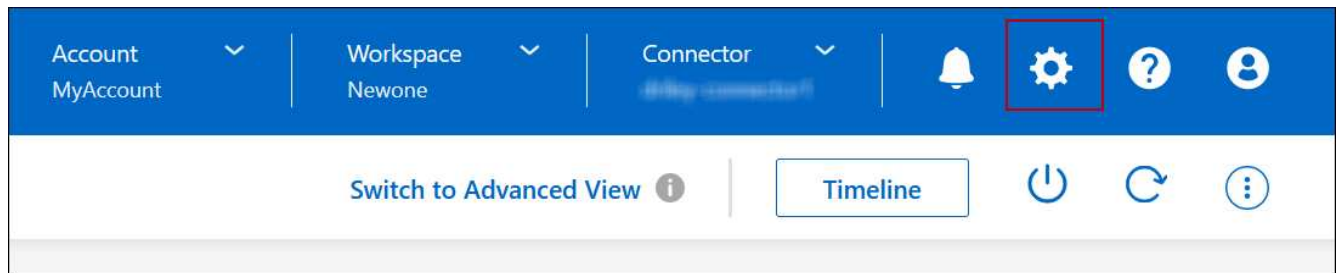 Account
MyAccount
Workspace
Newone
Connector
Switch to Advanced View
Timeline